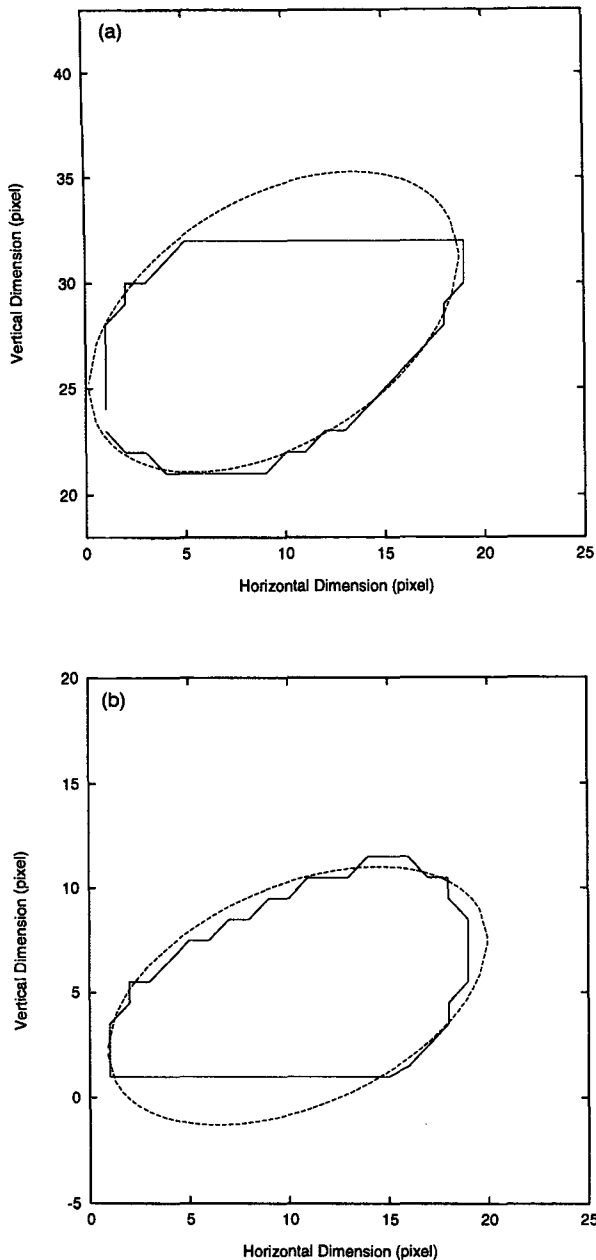 (a)
40
35
30
25
20
Vertical Dimension (pixel)
0 5 10 15 20 25
Horizontal Dimension (pixel)
(b)
20
15
10
5
0
-5
Vertical Dimension (pixel)
0 5 10 15 20 25
Horizontal Dimension (pixel)